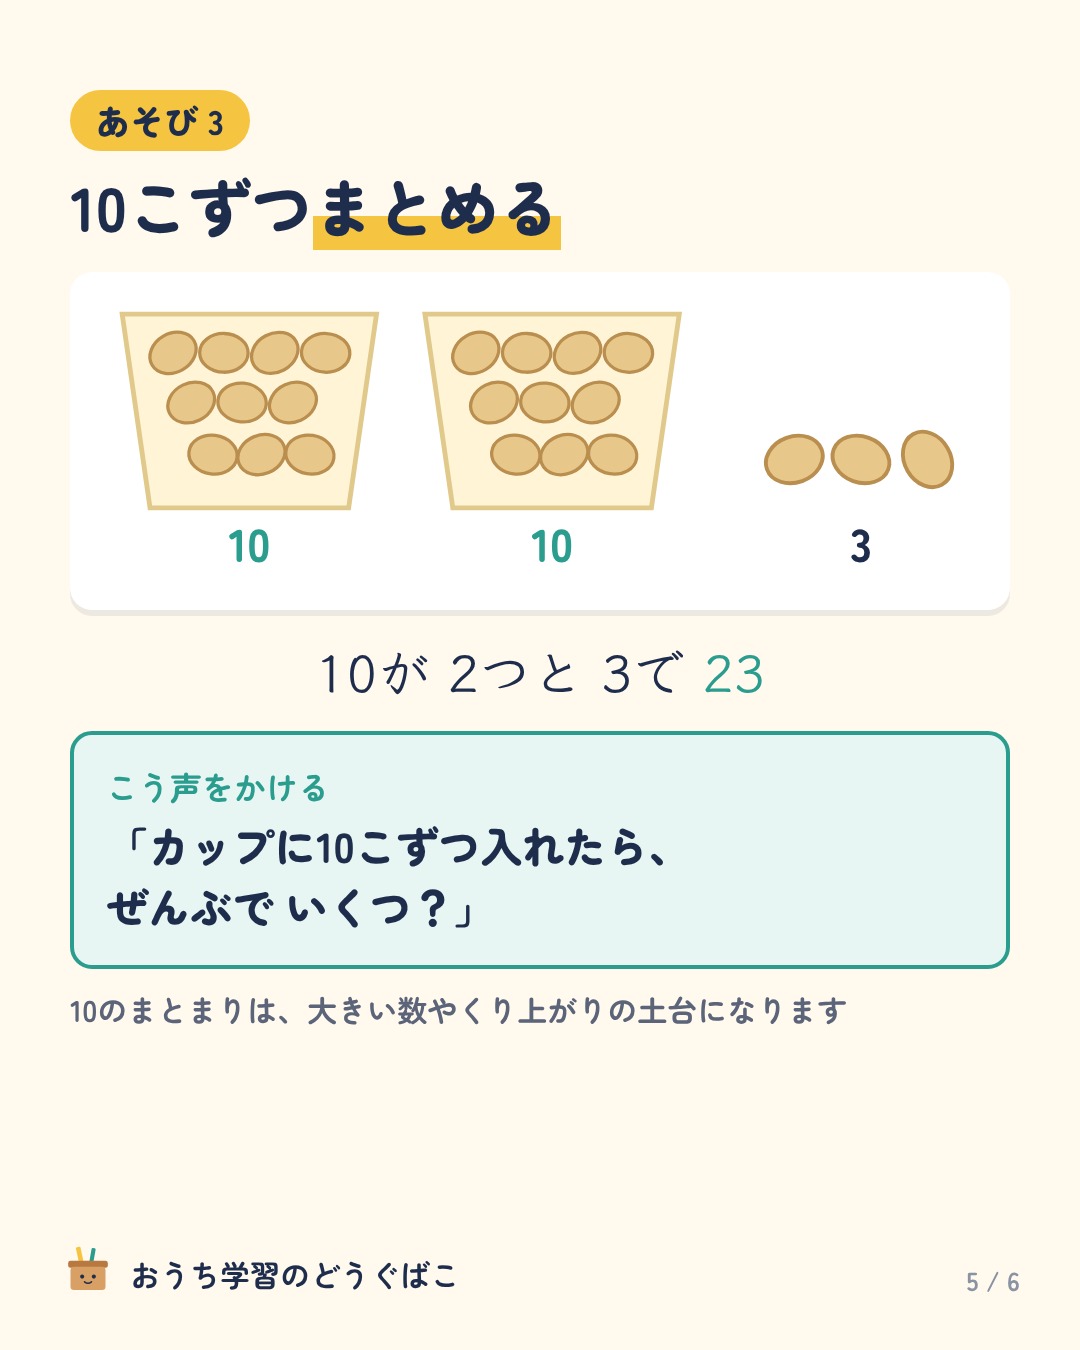 あそび 3
10こずつまとめる
10 10 3
10が 2つと 3で 23
こう声をかける
「カップに10こずつ入れたら、
ぜんぶで いくつ？」
10のまとまりは、大きい数やくり上がりの土台になります
おうち学習のどうぐばこ
5 / 6